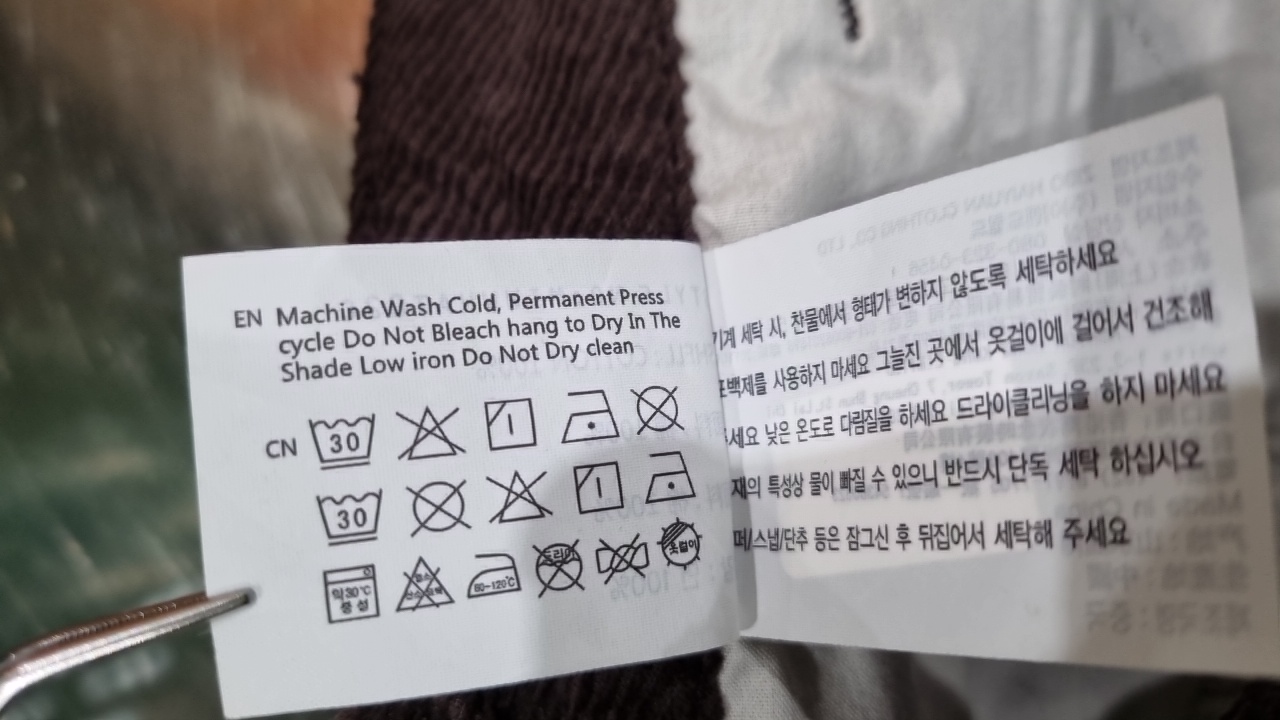 EN Machine Wash Cold, Permanent Press
cycle Do Not Bleach hang to Dry In The
Shade Low iron Do Not Dry clean
CN 30
30
약30℃
중성
80-120℃
드라이
옷걸이
기계 세탁 시, 찬물에서 형태가 변하지 않도록 세탁하세요
표백제를 사용하지 마세요 그늘진 곳에서 옷걸이에 걸어서 건조해
주세요 낮은 온도로 다림질을 하세요 드라이클리닝을 하지 마세요
재의 특성상 물이 빠질 수 있으니 반드시 단독 세탁 하십시오
퍼/스냅/단추 등은 잠그신 후 뒤집어서 세탁해 주세요